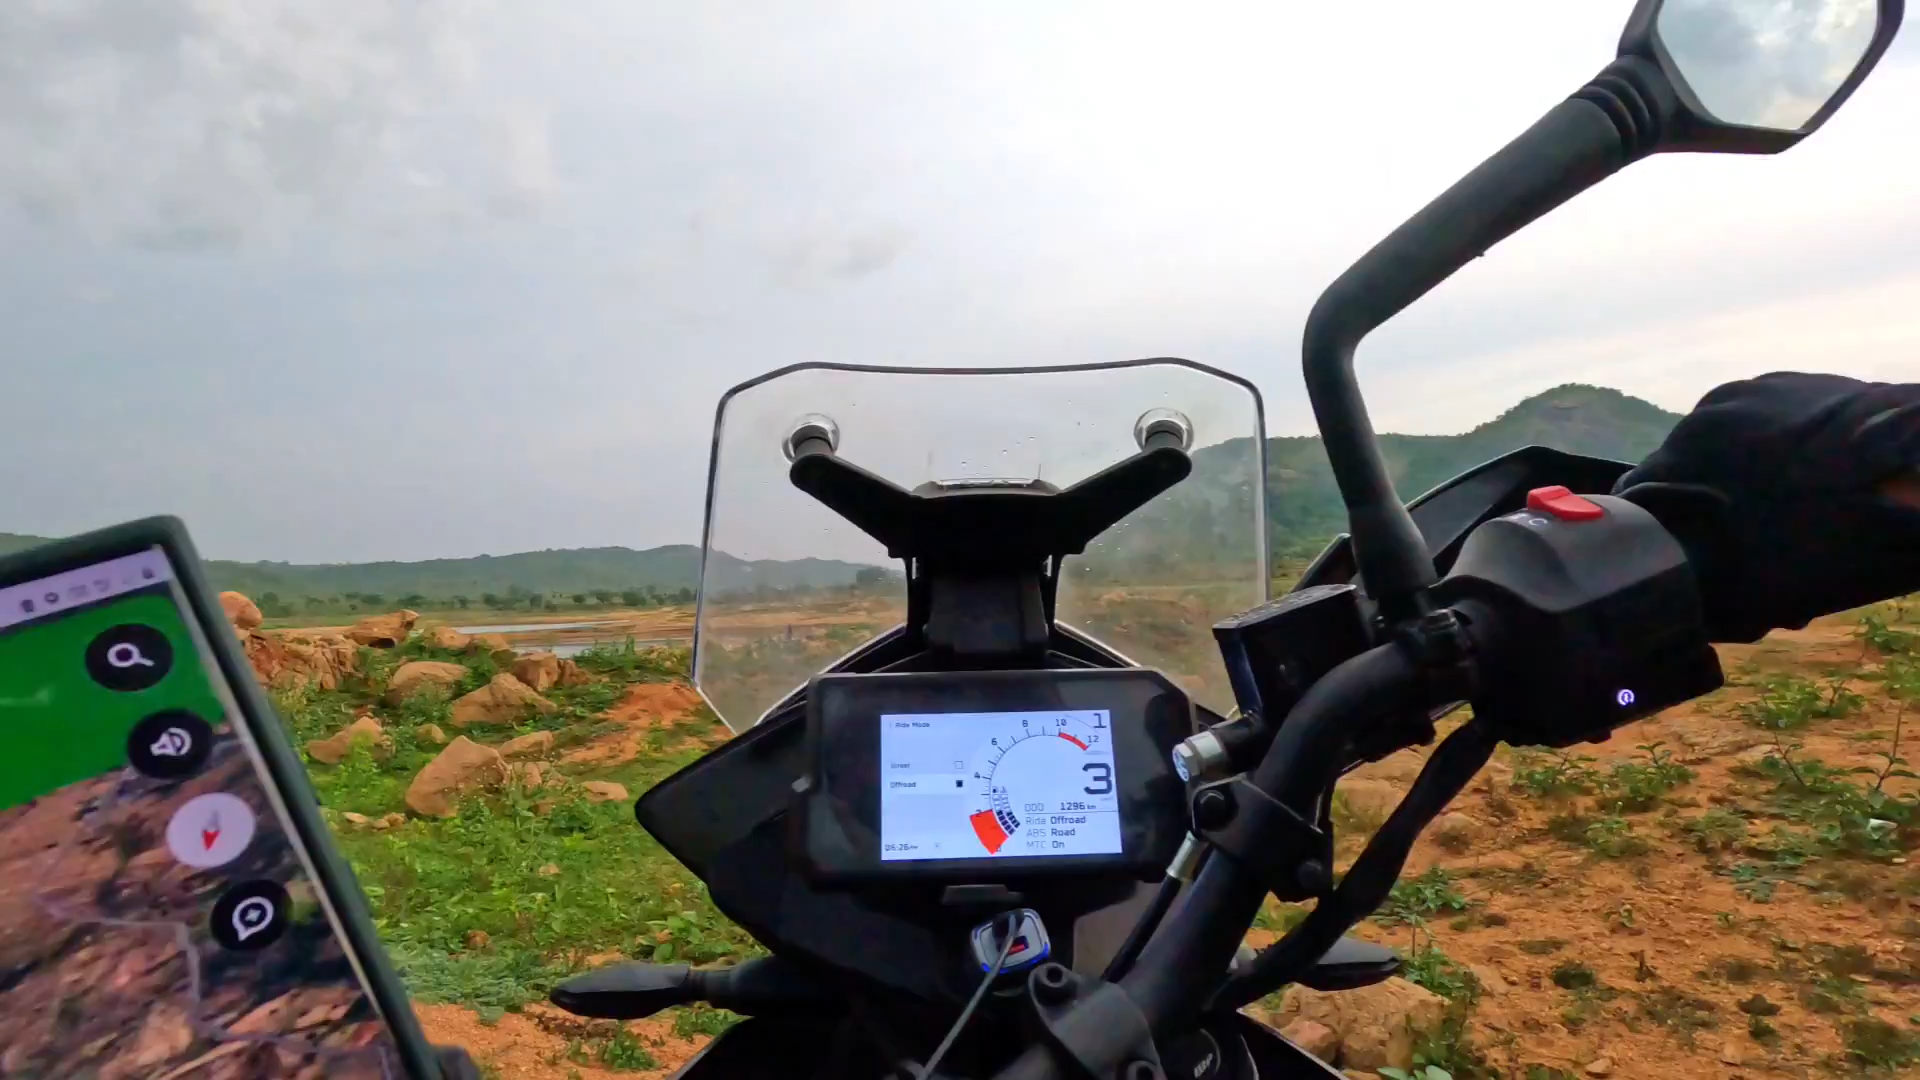 Ride Mode
Street
Offroad
6
8
10
12
1
3
ODO 1296 km
Ride Offroad
ABS Road
MTC On
06:26 AM